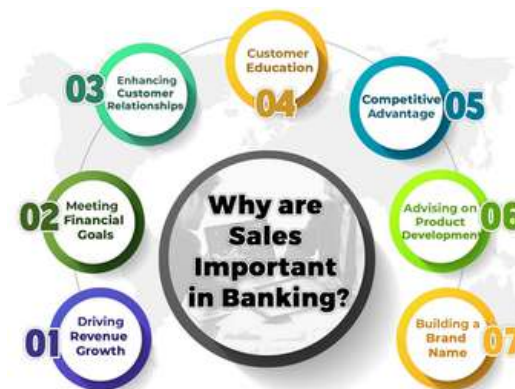 Why are
Sales
Important
in Banking?
01
Driving
Revenue
Growth
02
Meeting
Financial
Goals
03
Enhancing
Customer
Relationships
Customer
Education
04
Competitive
Advantage
05
Advising on
Product
Development
06
Building a
Brand
Name
07